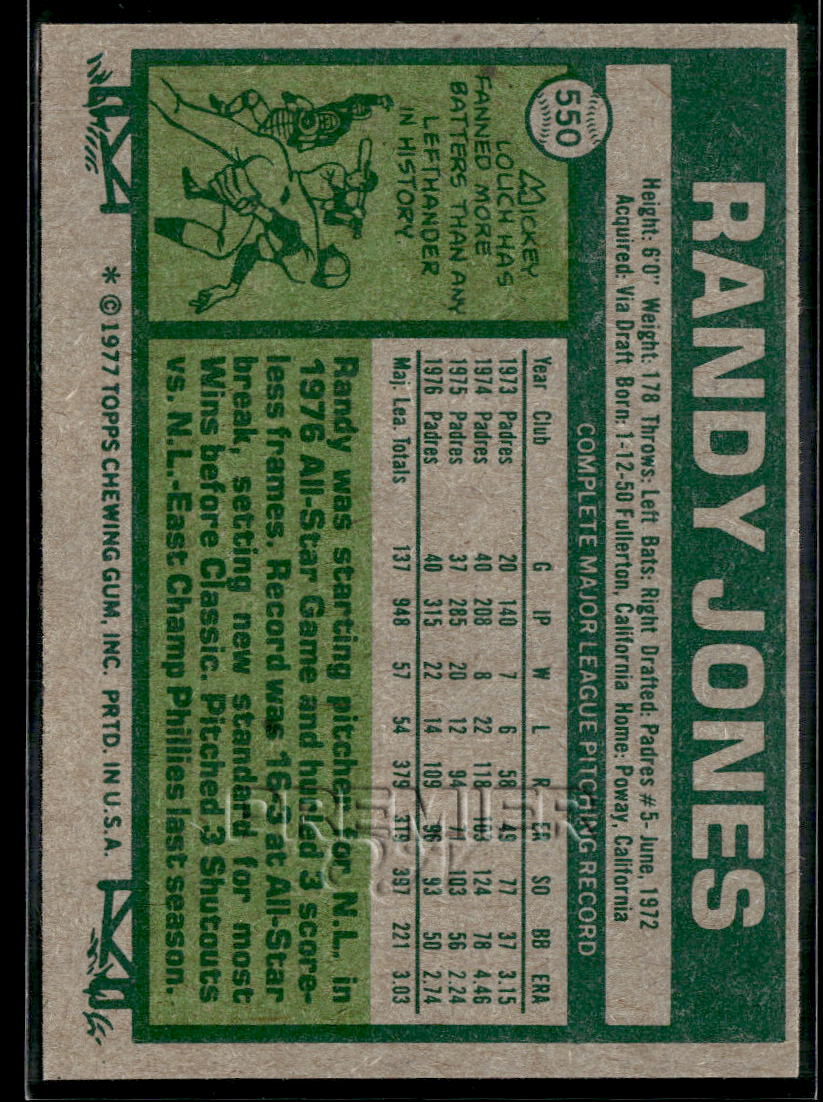 550
RANDY JONES
Height: 6'0" Weight: 178 Throws: Left Bats: Right Drafted: Padres #5-June, 1972
Acquired: Via Draft Born: 1-12-50 Fullerton, California Home: Poway, California
COMPLETE MAJOR LEAGUE PITCHING RECORD
Year Club G IP W L R ER SO BB ERA
1973 Padres 20 140 7 6 58 49 77 37 3.15
1974 Padres 40 208 8 22 118 103 124 78 4.46
1975 Padres 37 285 20 12 94 71 103 56 2.24
1976 Padres 40 315 22 14 109 96 93 50 2.74
Maj. Lea. Totals 137 948 57 54 379 319 397 221 3.03
MICKEY
LOLICH HAS
FANNED MORE
BATTERS THAN ANY
LEFTHANDER
IN HISTORY.
Randy was starting pitcher for N.L. in
1976 All-Star Game and hurled 3 score-
less frames. Record was 16-3 at All-Star
break, setting new standard for most
Wins before Classic. Pitched 3 Shutouts
vs. N.L.-East Champ Phillies last season.
* © 1977 TOPPS CHEWING GUM, INC. PRTD. IN U.S.A.
PREMIER